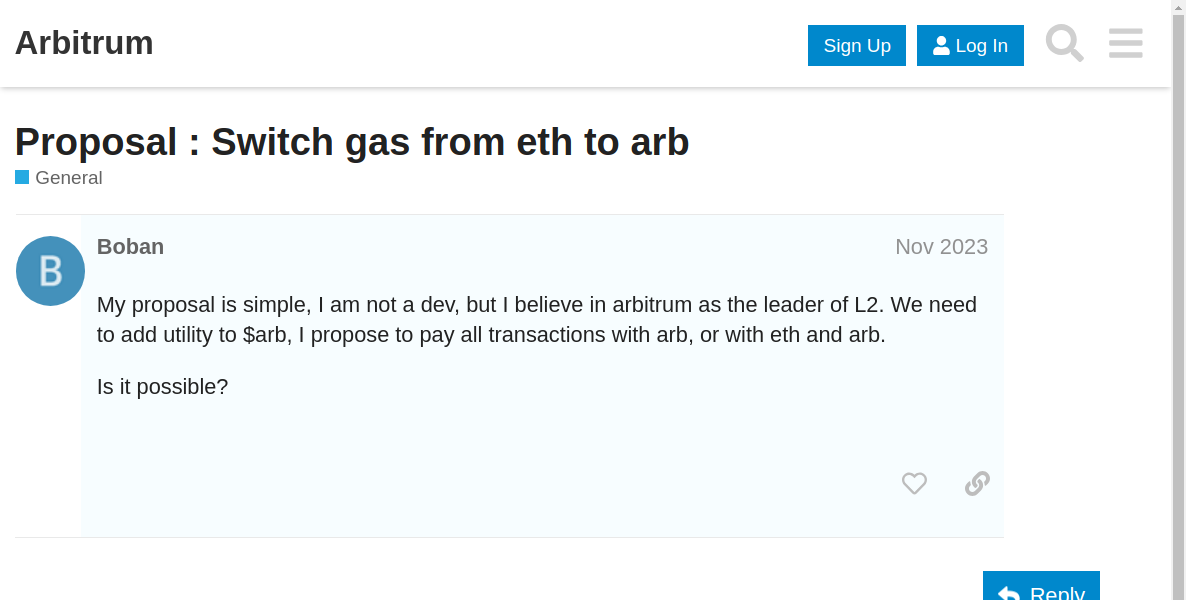 Arbitrum
Sign Up
Log In
Proposal : Switch gas from eth to arb
General
B
Boban
Nov 2023
My proposal is simple, I am not a dev, but I believe in arbitrum as the leader of L2. We need
to add utility to $arb, I propose to pay all transactions with arb, or with eth and arb.
Is it possible?
Reply